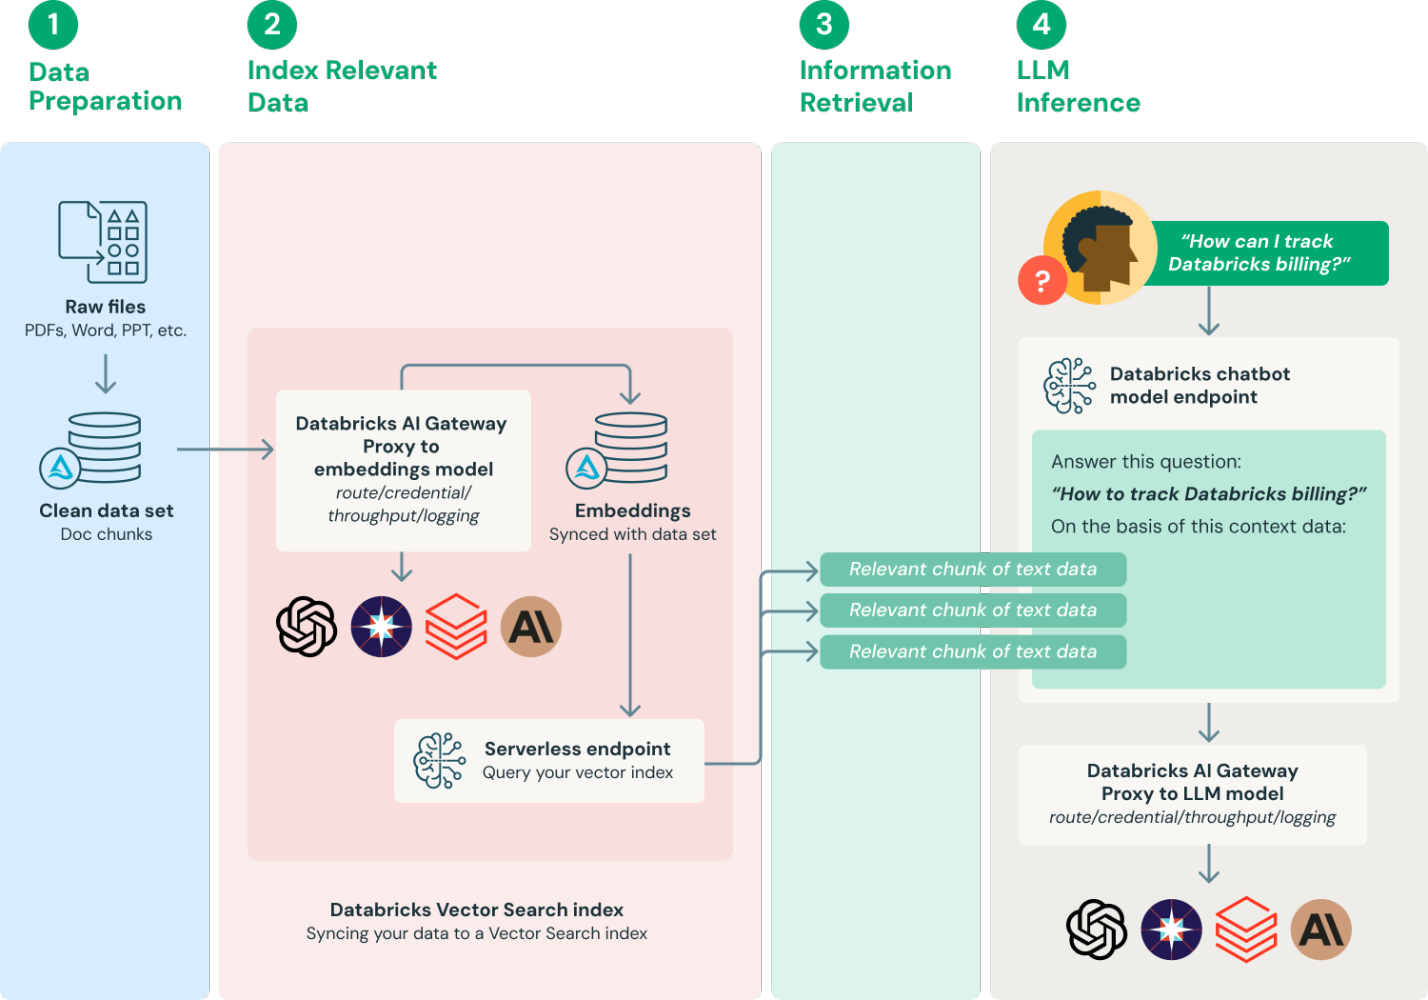 1
Data
Preparation
2
Index Relevant
Data
3
Information
Retrieval
4
LLM
Inference
Raw files
PDFs, Word, PPT, etc.
Clean data set
Doc chunks
Databricks AI Gateway
Proxy to
embeddings model
route/credential/
throughput/logging
Embeddings
Synced with data set
Serverless endpoint
Query your vector index
Databricks Vector Search index
Syncing your data to a Vector Search index
Relevant chunk of text data
Relevant chunk of text data
Relevant chunk of text data
?
“How can I track
Databricks billing?”
Databricks chatbot
model endpoint
Answer this question:
“How to track Databricks billing?”
On the basis of this context data:
Databricks AI Gateway
Proxy to LLM model
route/credential/throughput/logging